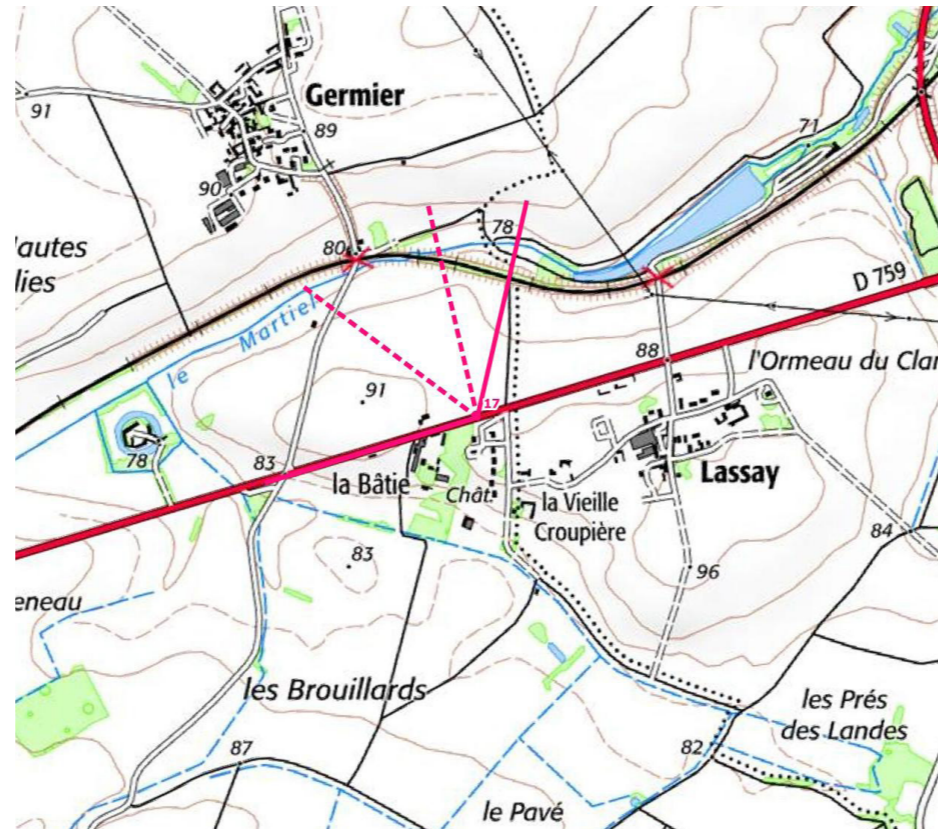 Germier
91
89
90
71
78
80
autes
lies
D 759
le Martiel
88
l'Ormeau du Clar
91
17
83
la Bâtie
Chât.
Lassay
78
la Vieille
Croupière
84
83
96
eneau
les Brouillards
les Prés
des Landes
87
82
le Pavé